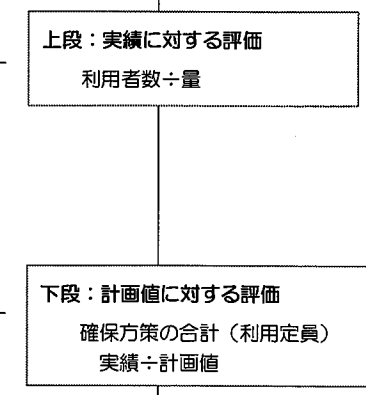 上段：実績に対する評価
利用者数÷量
下段：計画値に対する評価
確保方策の合計（利用定員）
実績÷計画値